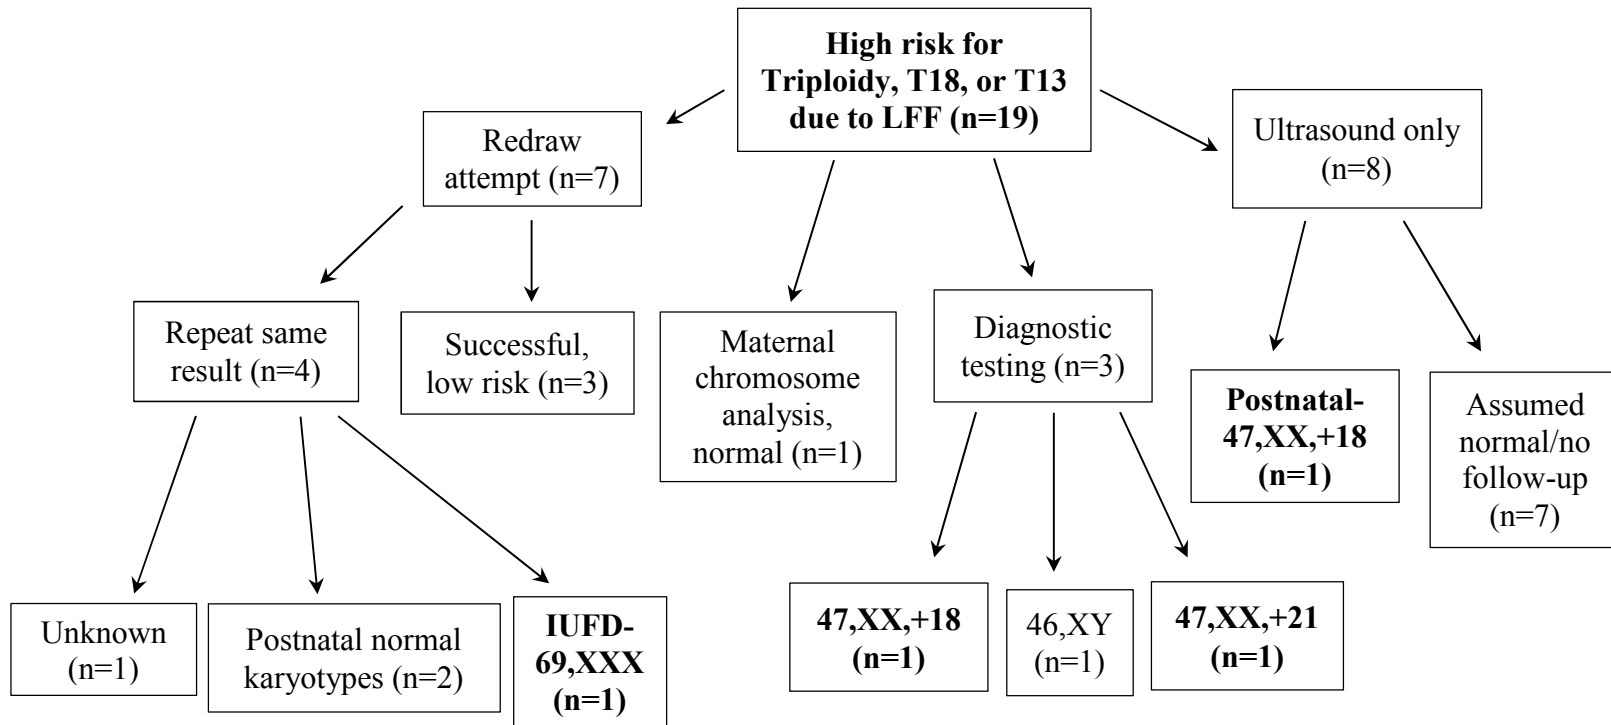 High risk for
Triploidy, T18, or T13
due to LFF (n=19)
Redraw
attempt (n=7)
Ultrasound only
(n=8)
Repeat same
result (n=4)
Successful,
low risk (n=3)
Maternal
chromosome
analysis,
normal (n=1)
Diagnostic
testing (n=3)
Postnatal-
47,XX,+18
(n=1)
Assumed
normal/no
follow-up
(n=7)
Unknown
(n=1)
Postnatal normal
karyotypes (n=2)
IUFD-
69,XXX
(n=1)
47,XX,+18
(n=1)
46,XY
(n=1)
47,XX,+21
(n=1)